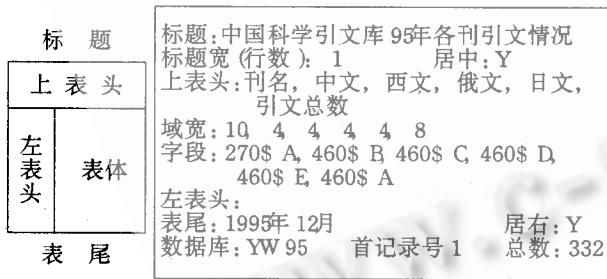 标 题
上 表 头
左表头
表体
表 尾
标题:中国科学引文库 95年各刊引文情况
标题宽(行数): 1 居中:Y
上表头:刊名, 中文, 西文, 俄文, 日文,
引文总数
域宽: 10, 4, 4, 4, 4, 8
字段: 270$ A, 460$ B, 460$ C, 460$ D,
460$ E, 460$ A
左表头:
表尾: 1995年 12月 居右: Y
数据库: YW 95 首记录号 1 总数: 332